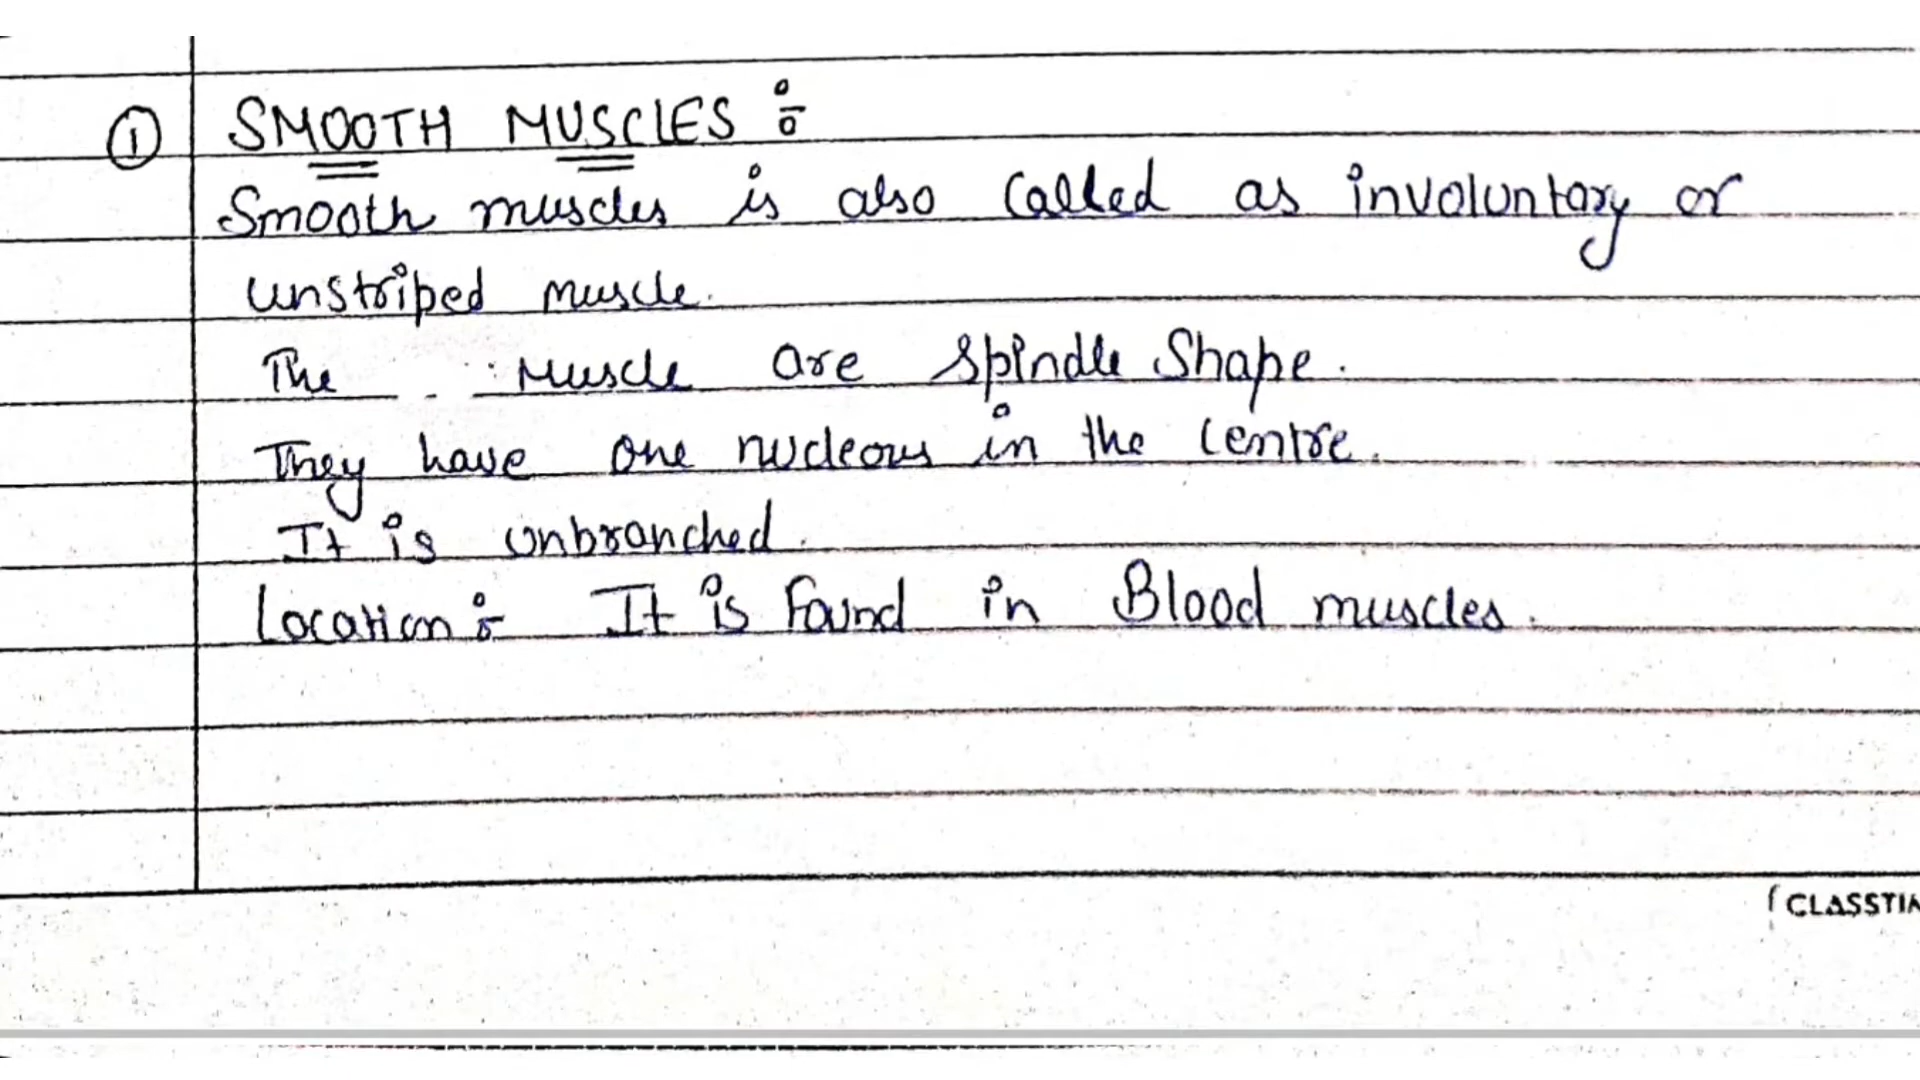 ① SMOOTH MUSCLES :-
Smooth muscles is also called as involuntary or
unstriped muscle.
The muscle are spindle shape.
They have one nucleous in the centre.
It is unbranched.
Location :- It is found in Blood muscles.
CLASSTIM